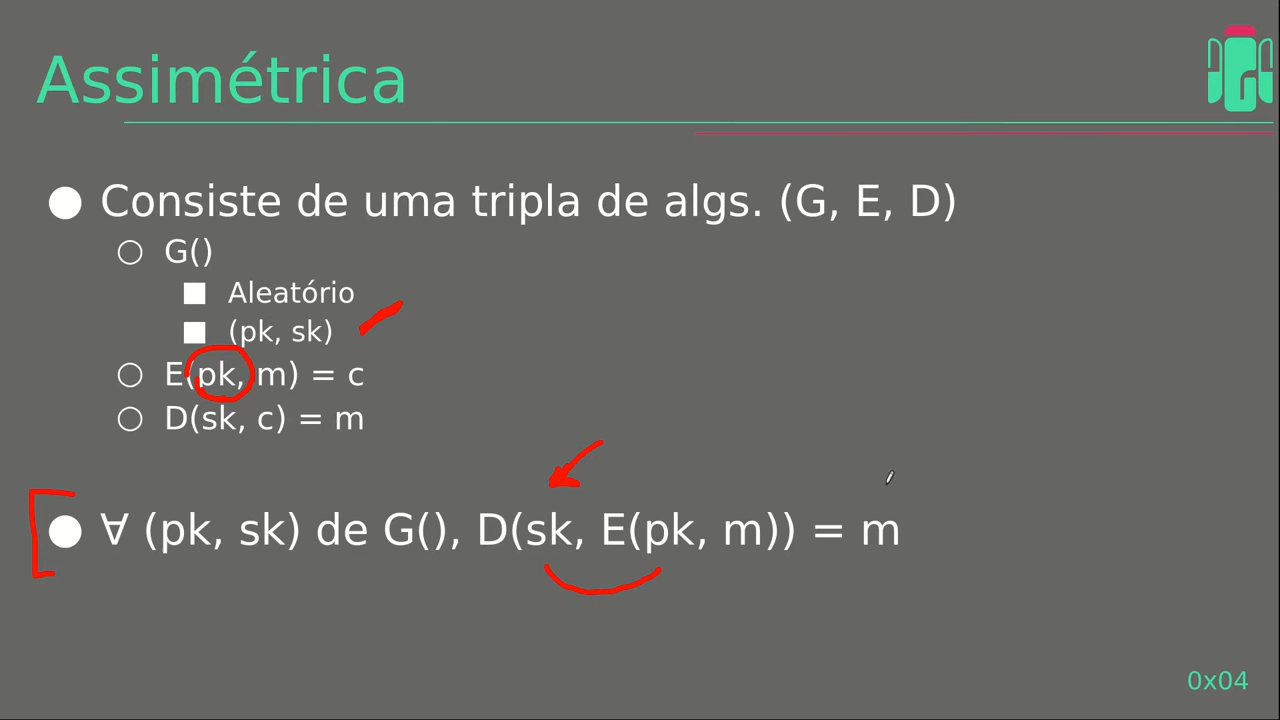 Assimétrica
● Consiste de uma tripla de algs. (G, E, D)
○ G()
■ Aleatório
■ (pk, sk)
○ E(pk, m) = c
○ D(sk, c) = m
● ∀ (pk, sk) de G(), D(sk, E(pk, m)) = m
0x04